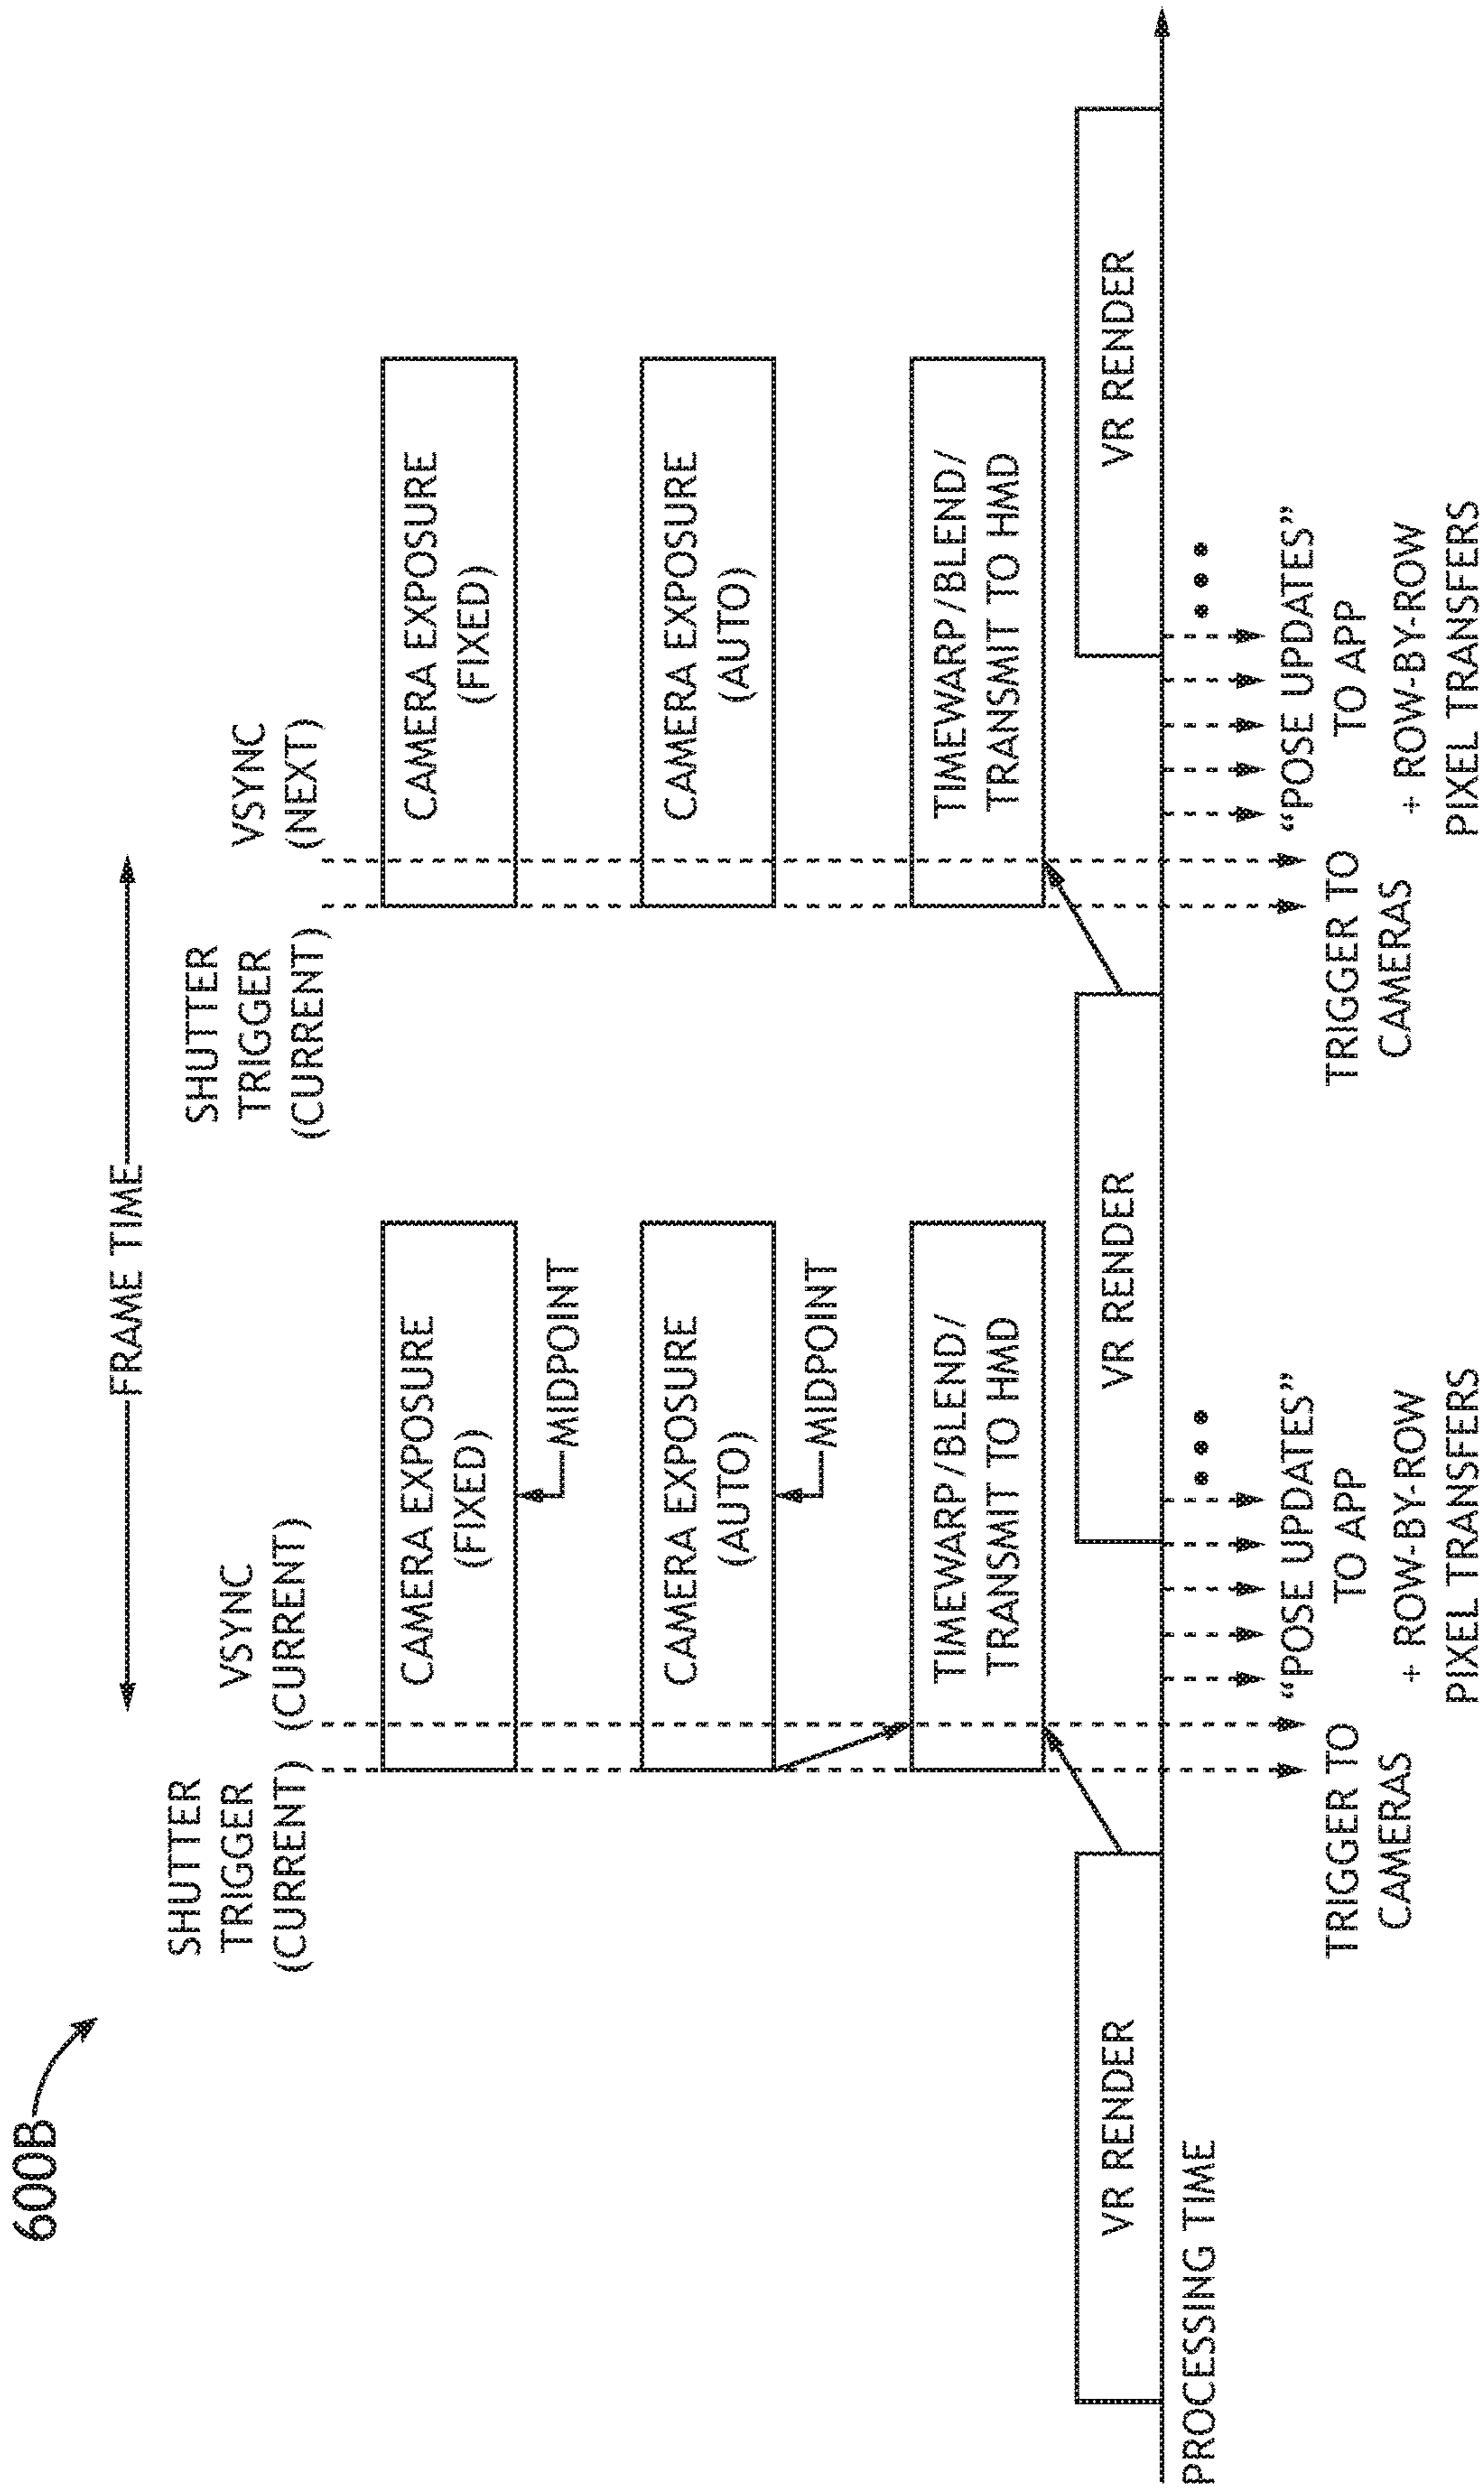 600B
FRAME TIME
SHUTTER
TRIGGER
(CURRENT)
VSYNC
(CURRENT)
SHUTTER
TRIGGER
(CURRENT)
VSYNC
(NEXT)
CAMERA EXPOSURE
(FIXED)
MIDPOINT
CAMERA EXPOSURE
(FIXED)
CAMERA EXPOSURE
(AUTO)
MIDPOINT
CAMERA EXPOSURE
(AUTO)
TIMEWARP/BLEND/
TRANSMIT TO HMD
TIMEWARP/BLEND/
TRANSMIT TO HMD
VR RENDER
VR RENDER
VR RENDER
PROCESSING TIME
TRIGGER TO
CAMERAS
"POSE UPDATES"
TO APP
+ ROW-BY-ROW
PIXEL TRANSFERS
TRIGGER TO
CAMERAS
"POSE UPDATES"
TO APP
+ ROW-BY-ROW
PIXEL TRANSFERS